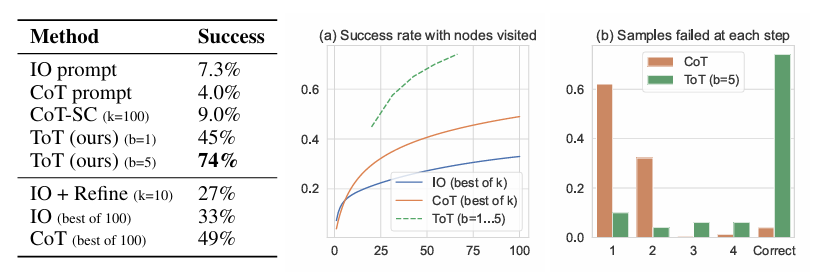 Method Success
IO prompt 7.3%
CoT prompt 4.0%
CoT-SC (k=100) 9.0%
ToT (ours) (b=1) 45%
ToT (ours) (b=5) 74%
IO + Refine (k=10) 27%
IO (best of 100) 33%
CoT (best of 100) 49%
(a) Success rate with nodes visited
0.6
0.4
0.2
IO (best of k)
CoT (best of k)
ToT (b=1...5)
0 25 50 75 100
(b) Samples failed at each step
CoT
ToT (b=5)
0.6
0.4
0.2
0.0
1 2 3 4 Correct